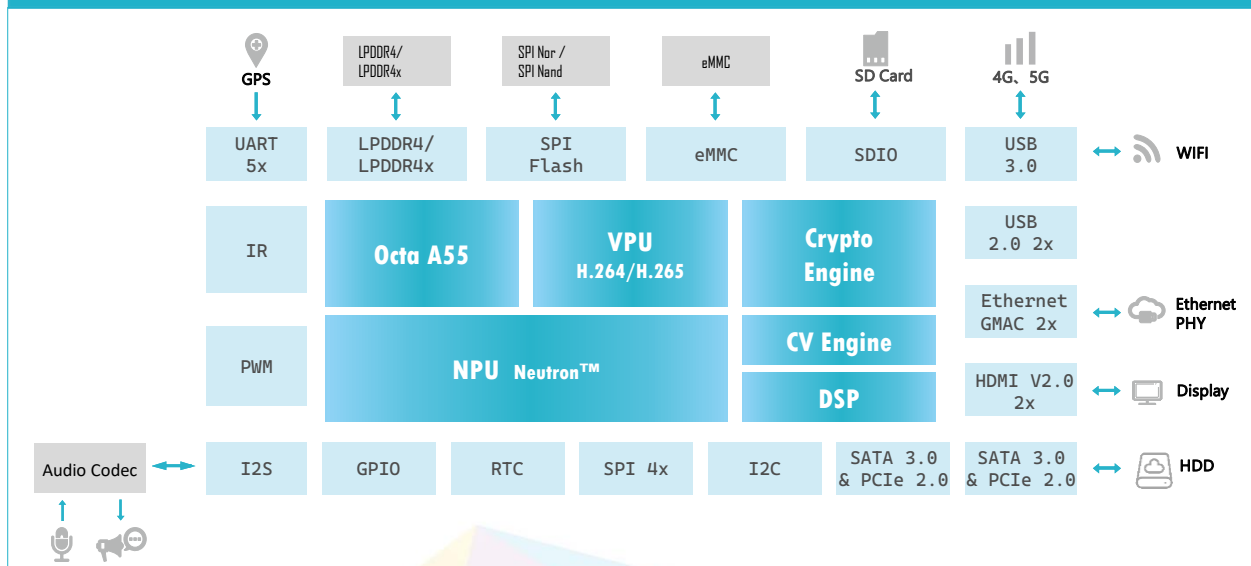 GPS
LPDDR4/
LPDDR4x
SPI Nor /
SPI Nand
eMMC
SD Card
4G、5G
UART
5x
LPDDR4/
LPDDR4x
SPI
Flash
eMMC
SDIO
USB
3.0
WIFI
IR
Octa A55
VPU
H.264/H.265
Crypto
Engine
USB
2.0 2x
Ethernet
GMAC 2x
Ethernet
PHY
PWM
NPU Neutron™
CV Engine
DSP
HDMI V2.0
2x
Display
Audio Codec
I2S
GPIO
RTC
SPI 4x
I2C
SATA 3.0
& PCIe 2.0
SATA 3.0
& PCIe 2.0
HDD